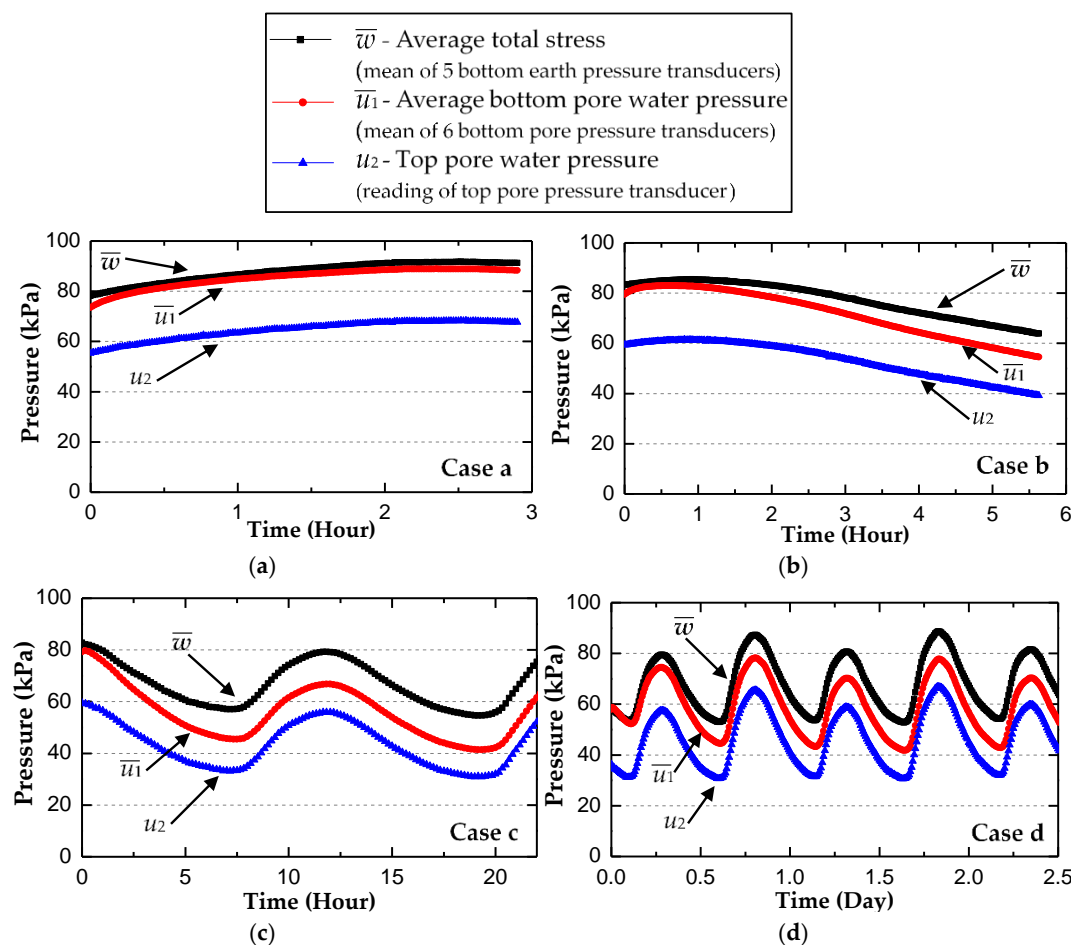 w̅ - Average total stress
(mean of 5 bottom earth pressure transducers)
u̅₁ - Average bottom pore water pressure
(mean of 6 bottom pore pressure transducers)
u₂ - Top pore water pressure
(reading of top pore pressure transducer)
100
80
60
40
20
0
Pressure (kPa)
w̅
u̅₁
u₂
Case a
0 1 2 3
Time (Hour)
(a)
100
80
60
40
20
0
Pressure (kPa)
w̅
u̅₁
u₂
Case b
0 1 2 3 4 5 6
Time (Hour)
(b)
100
80
60
40
20
0
Pressure (kPa)
w̅
u̅₁
u₂
Case c
0 5 10 15 20
Time (Hour)
(c)
100
80
60
40
20
0
Pressure (kPa)
w̅
u̅₁
u₂
Case d
0.0 0.5 1.0 1.5 2.0 2.5
Time (Day)
(d)